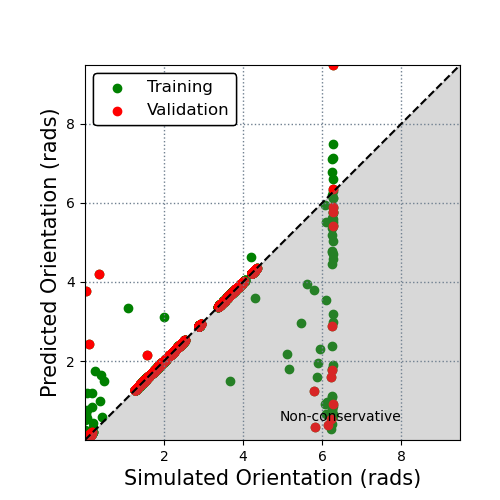 Training
Validation
Predicted Orientation (rads)
8
6
4
2
Non-conservative
2
4
6
8
Simulated Orientation (rads)